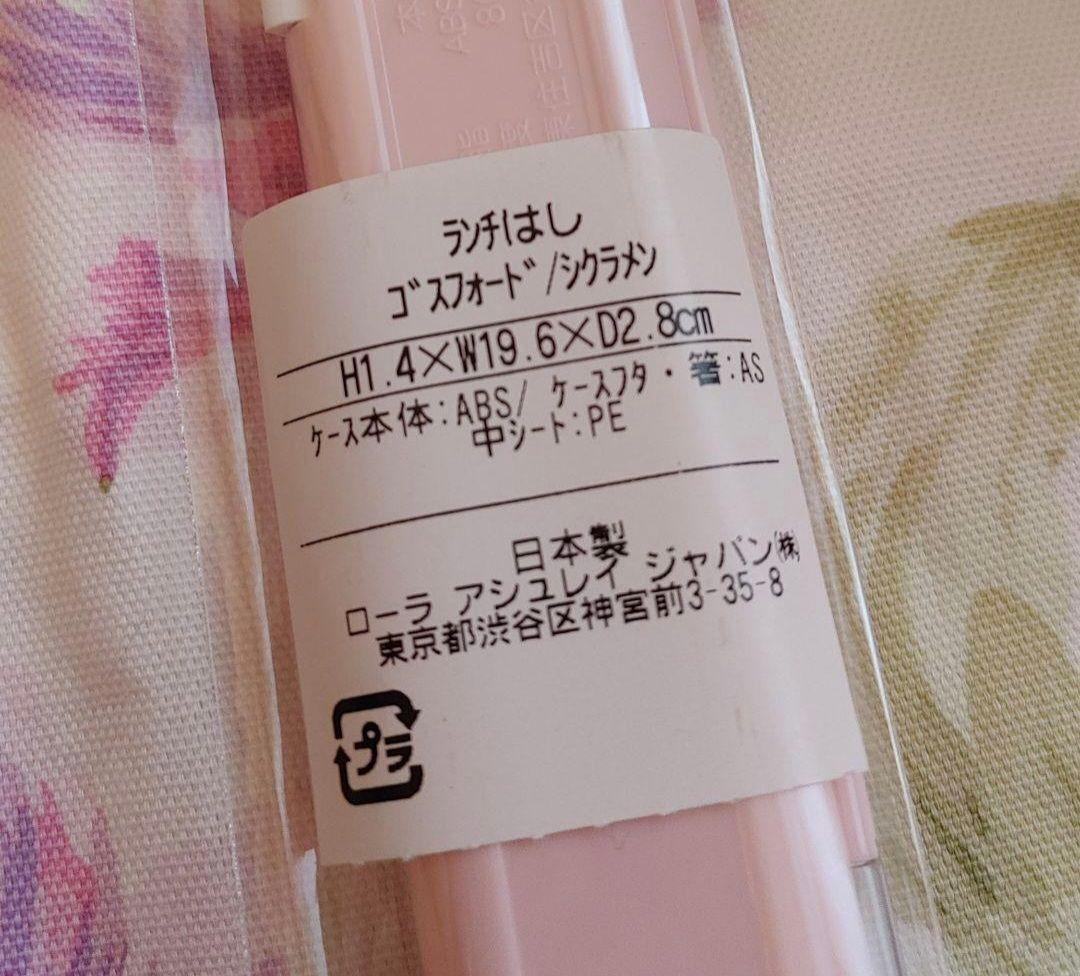 ランチはし
ゴスフォード/シクラメン
H1.4×W19.6×D2.8cm
ケース本体:ABS/ ケースフタ・箸:AS
中シート:PE
日本製
ローラ アシュレイ ジャパン㈱
東京都渋谷区神宮前3-35-8
プラ